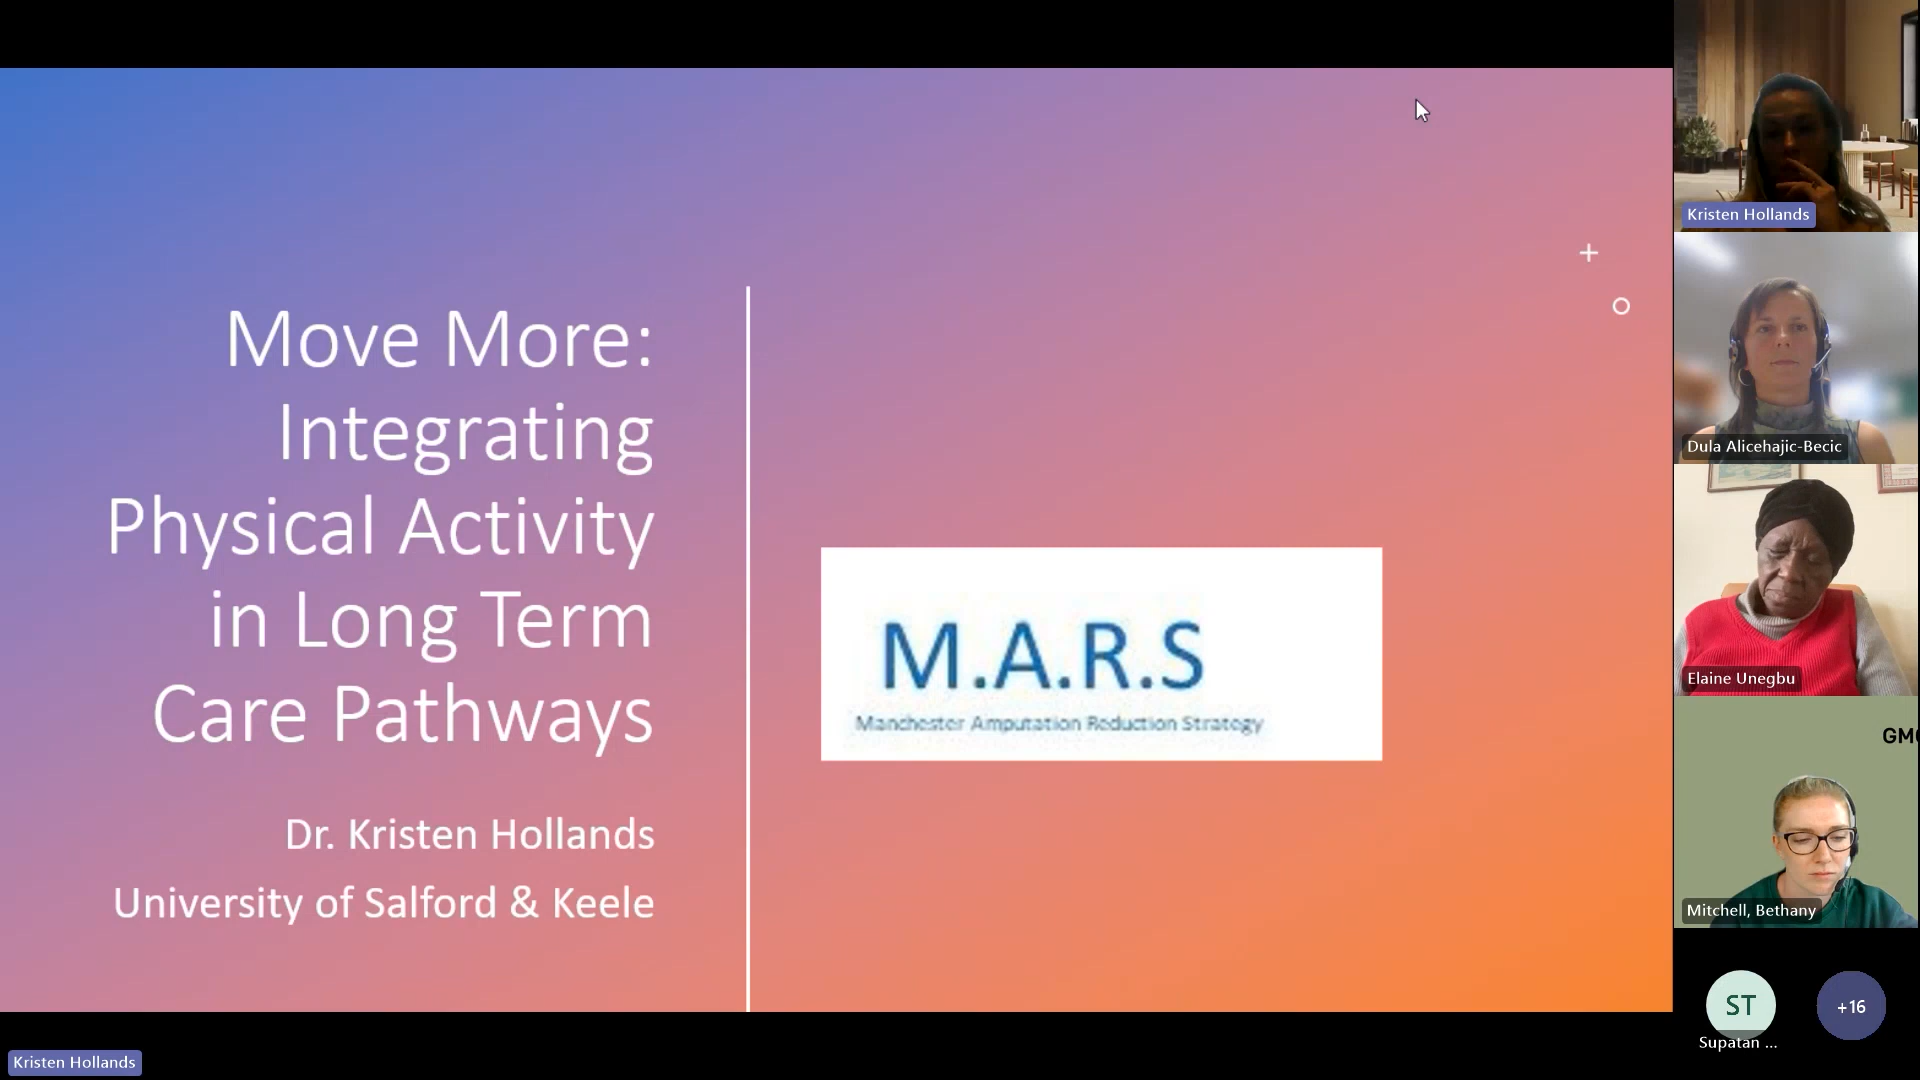 Move More:
Integrating
Physical Activity
in Long Term
Care Pathways
Dr. Kristen Hollands
University of Salford & Keele
M.A.R.S
Manchester Amputation Reduction Strategy
Kristen Hollands
Dula Alicehajic-Becic
Elaine Unegbu
GM
Mitchell, Bethany
ST
Supatan ...
+16
Kristen Hollands